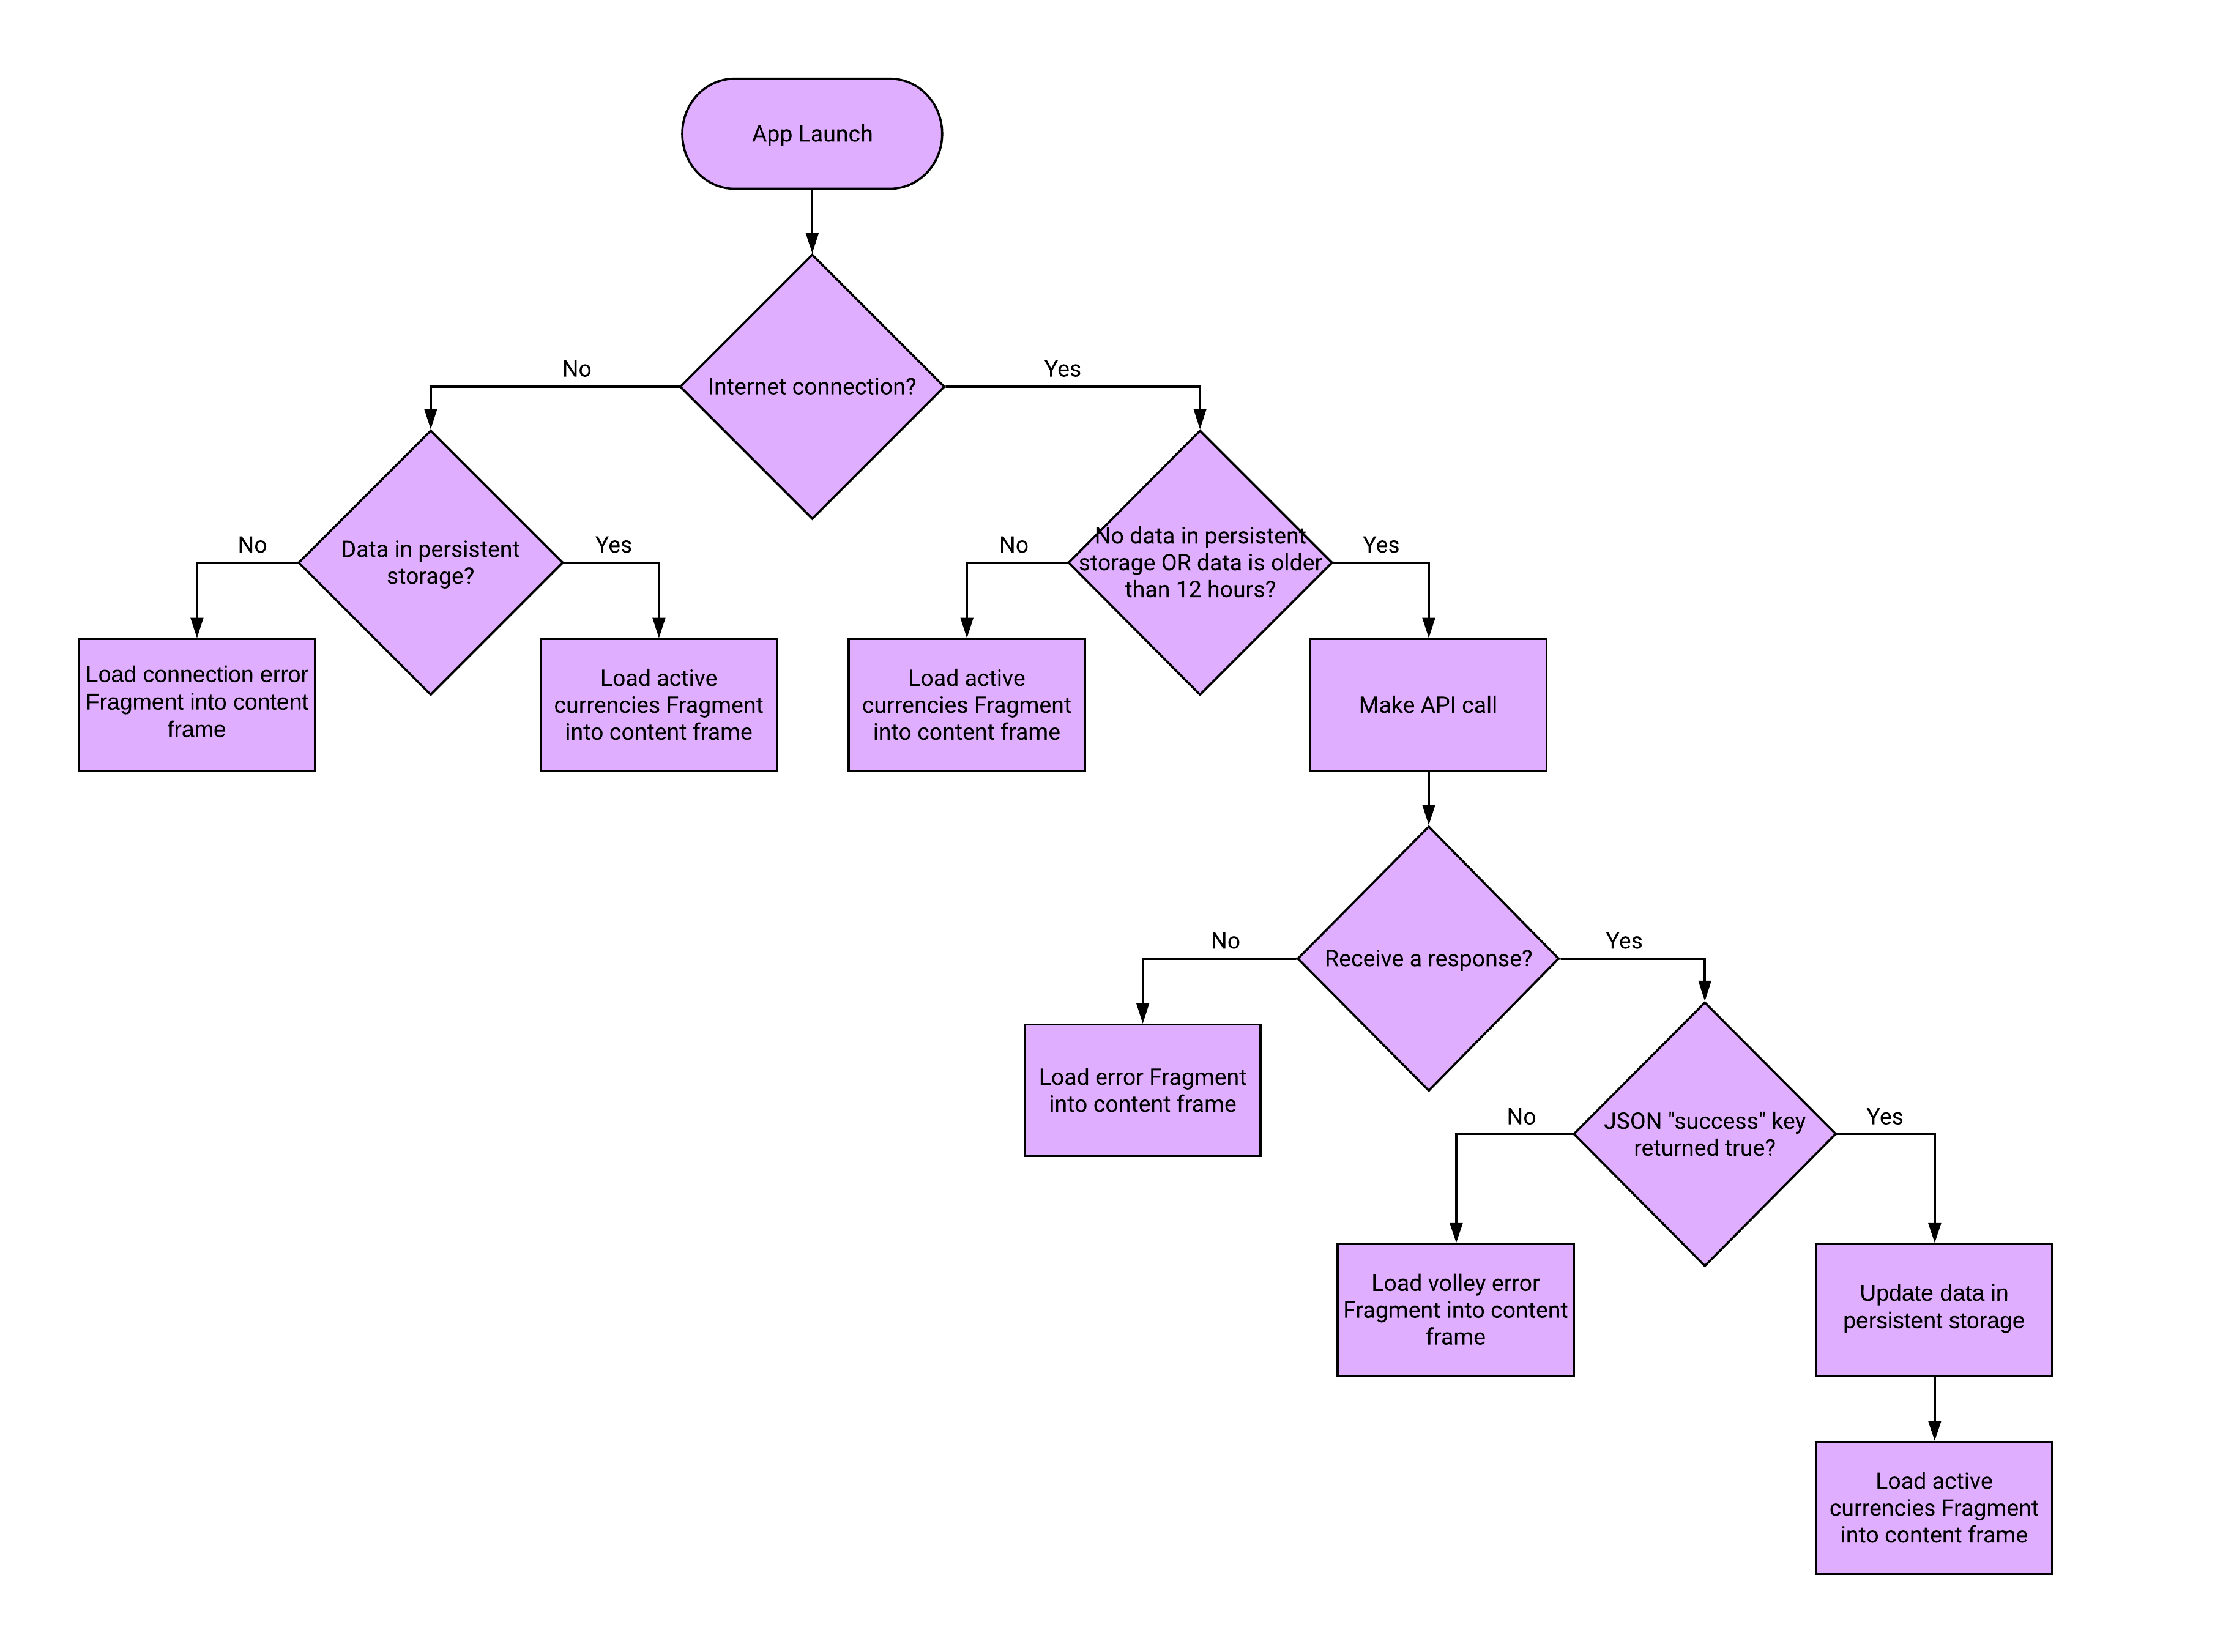 App Launch
Internet connection?
No
Yes
Data in persistent
storage?
No
Yes
No data in persistent
storage OR data is older
than 12 hours?
No
Yes
Load connection error
Fragment into content
frame
Load active
currencies Fragment
into content frame
Load active
currencies Fragment
into content frame
Make API call
Receive a response?
No
Yes
Load error Fragment
into content frame
JSON "success" key
returned true?
No
Yes
Load volley error
Fragment into content
frame
Update data in
persistent storage
Load active
currencies Fragment
into content frame